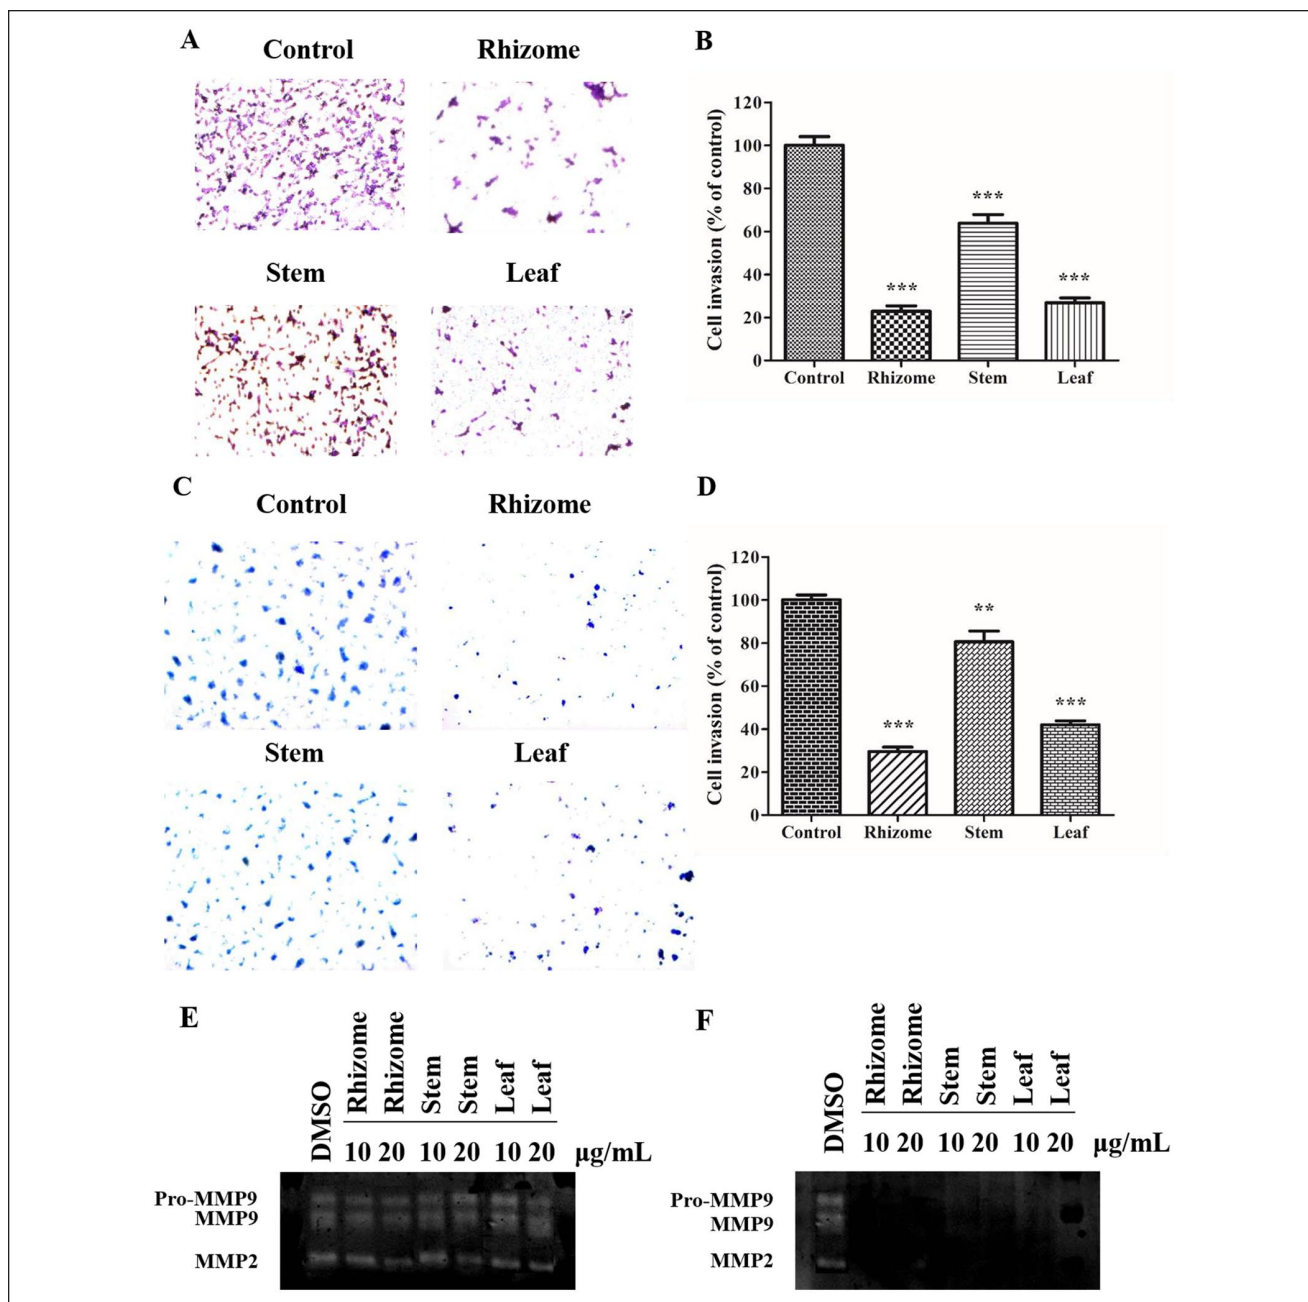 A
Control
Rhizome
Stem
Leaf
B
Cell invasion (% of control)
120
100
80
60
40
20
0
***
***
***
Control Rhizome Stem Leaf
C
Control
Rhizome
Stem
Leaf
D
Cell invasion (% of control)
120
100
80
60
40
20
0
***
**
***
Control Rhizome Stem Leaf
E
DMSO
Rhizome
Rhizome
Stem
Stem
Leaf
Leaf
10 20 10 20 10 20 μg/mL
Pro-MMP9
MMP9
MMP2
F
DMSO
Rhizome
Rhizome
Stem
Stem
Leaf
Leaf
10 20 10 20 10 20 μg/mL
Pro-MMP9
MMP9
MMP2